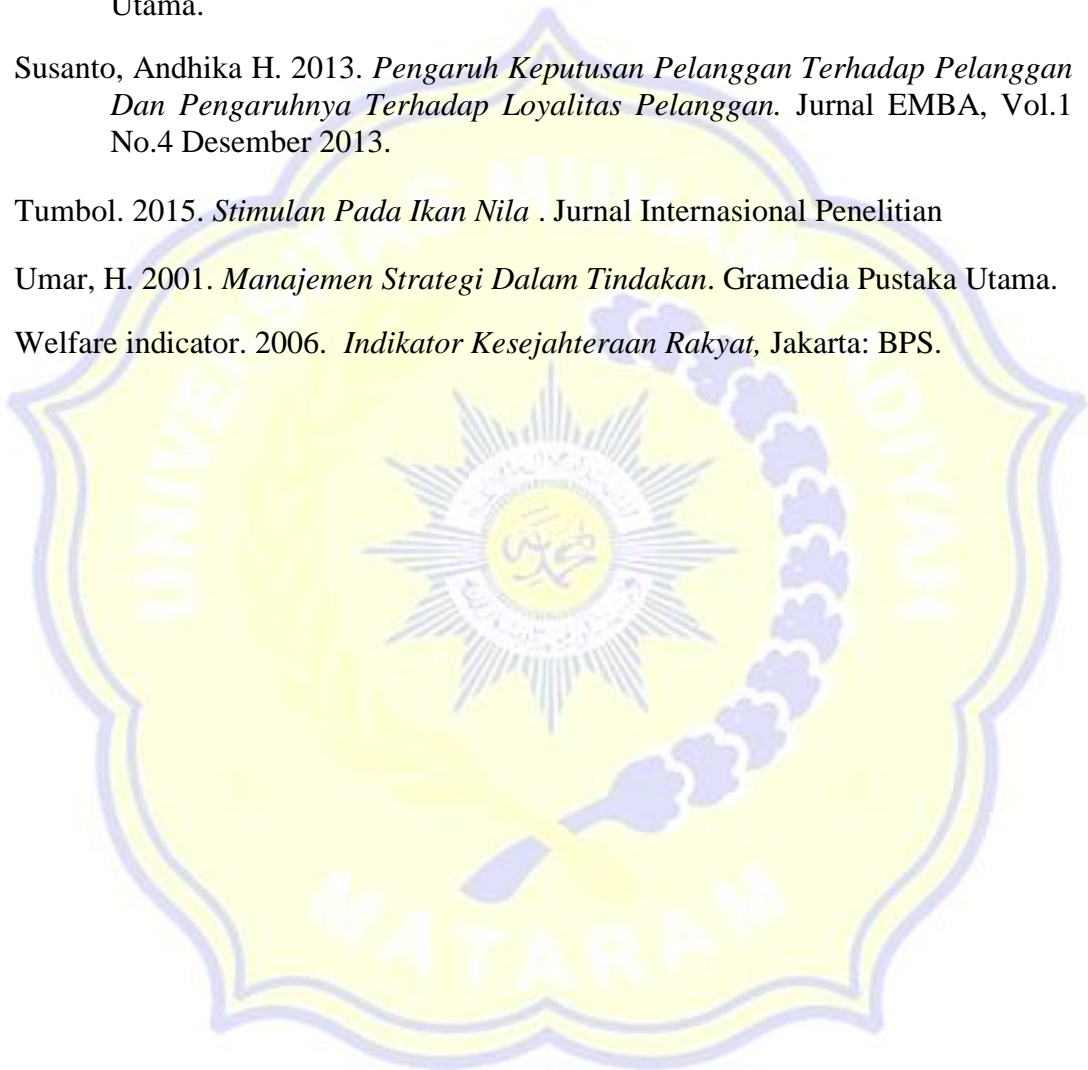 Utama.
Susanto, Andhika H. 2013. Pengaruh Keputusan Pelanggan Terhadap Pelanggan
Dan Pengaruhnya Terhadap Loyalitas Pelanggan. Jurnal EMBA, Vol.1
No.4 Desember 2013.
Tumbol. 2015. Stimulan Pada Ikan Nila . Jurnal Internasional Penelitian
Umar, H. 2001. Manajemen Strategi Dalam Tindakan. Gramedia Pustaka Utama.
Welfare indicator. 2006. Indikator Kesejahteraan Rakyat, Jakarta: BPS.
UNIVERSITAS MUHAMMADIYAH
MATARAM